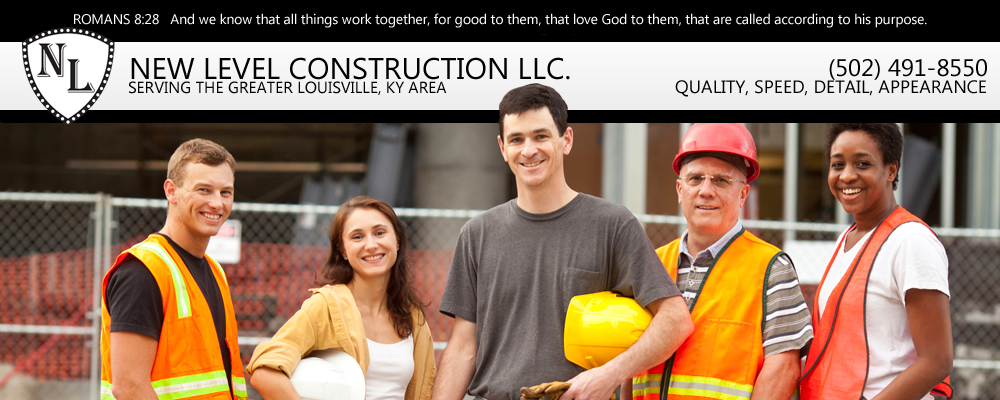 ROMANS 8:28 And we know that all things work together, for good to them, that love God to them, that are called according to his purpose.
NL
NEW LEVEL CONSTRUCTION LLC.
SERVING THE GREATER LOUISVILLE, KY AREA
(502) 491-8550
QUALITY, SPEED, DETAIL, APPEARANCE